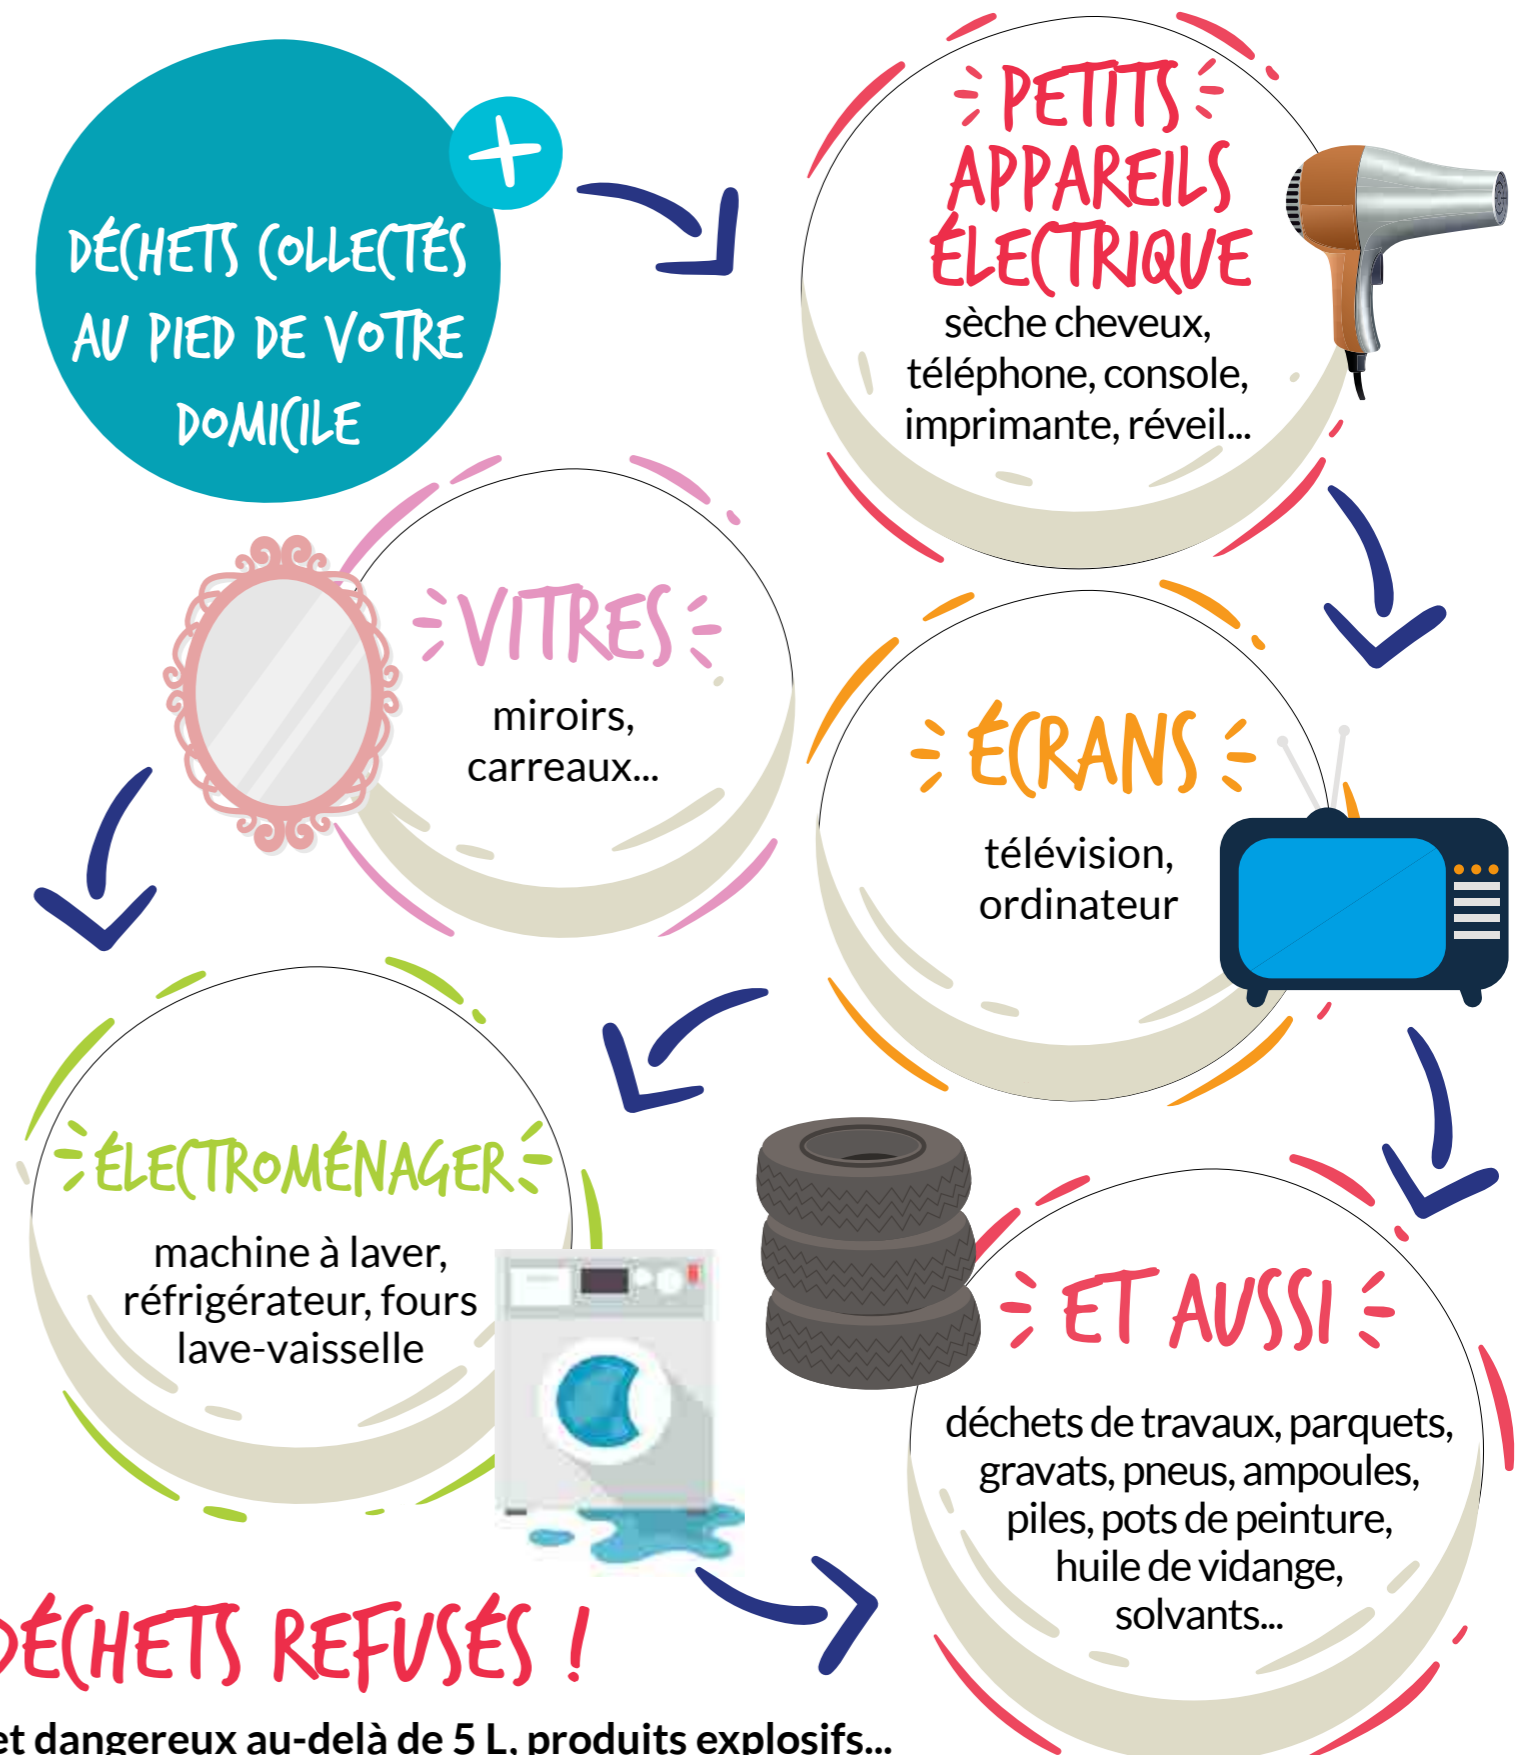 DÉCHETS COLLECTÉS
AU PIED DE VOTRE
DOMICILE
PETITS
APPAREILS
ÉLECTRIQUE
sèche cheveux,
téléphone, console,
imprimante, réveil...
VITRES
miroirs,
carreaux...
ÉCRANS
télévision,
ordinateur
ÉLECTROMÉNAGER
machine à laver,
réfrigérateur, fours
lave-vaisselle
ET AUSSI
déchets de travaux, parquets,
gravats, pneus, ampoules,
piles, pots de peinture,
huile de vidange,
solvants...
DÉCHETS REFUSÉS !
et dangereux au-delà de 5 L, produits explosifs...